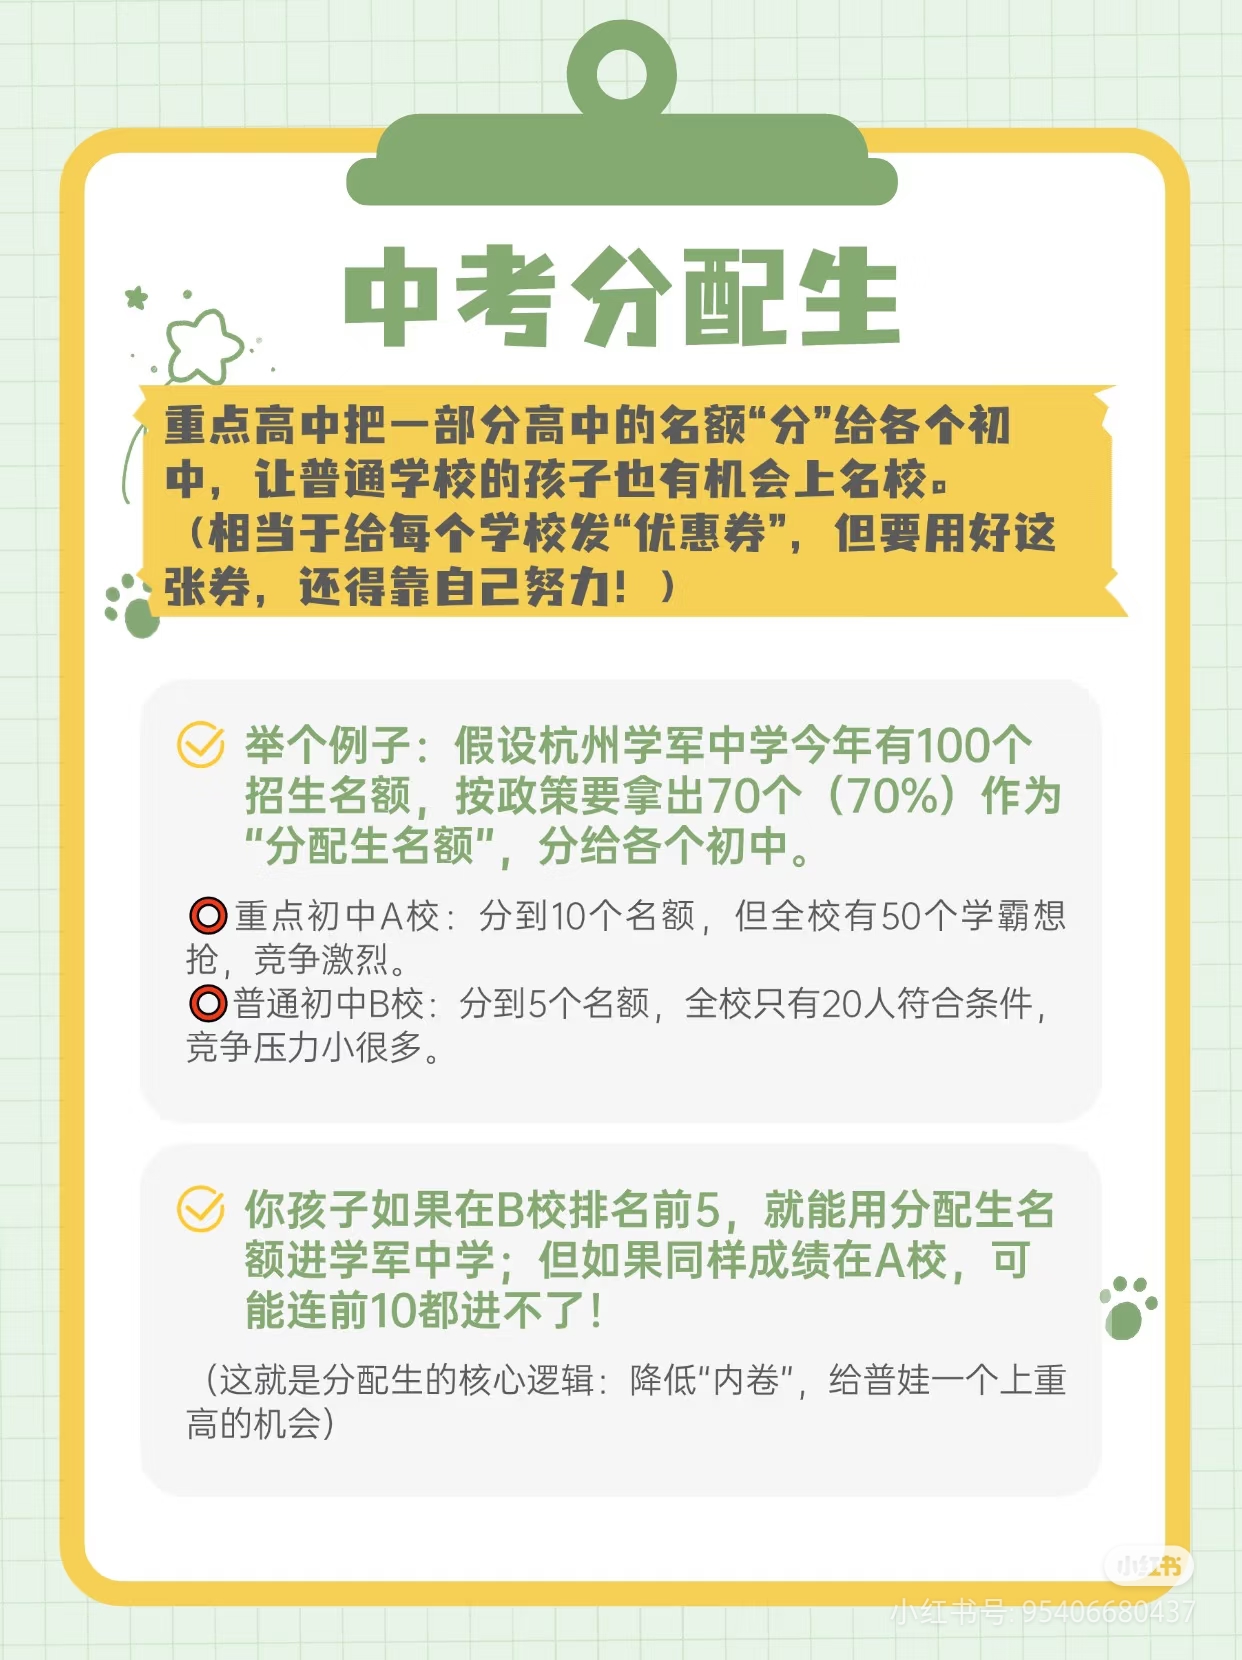 中考分配生
重点高中把一部分高中的名额“分”给各个初
中，让普通学校的孩子也有机会上名校。
（相当于给每个学校发“优惠券”，但要用好这
张券，还得靠自己努力！）
举个例子：假设杭州学军中学今年有100个
招生名额，按政策要拿出70个（70%）作为
“分配生名额”，分给各个初中。
重点初中A校：分到10个名额，但全校有50个学霸想
抢，竞争激烈。
普通初中B校：分到5个名额，全校只有20人符合条件，
竞争压力小很多。
你孩子如果在B校排名前5，就能用分配生名
额进学军中学；但如果同样成绩在A校，可
能连前10都进不了！
（这就是分配生的核心逻辑：降低“内卷”，给普娃一个上重
高的机会）
小红书
小红书号: 95406680437